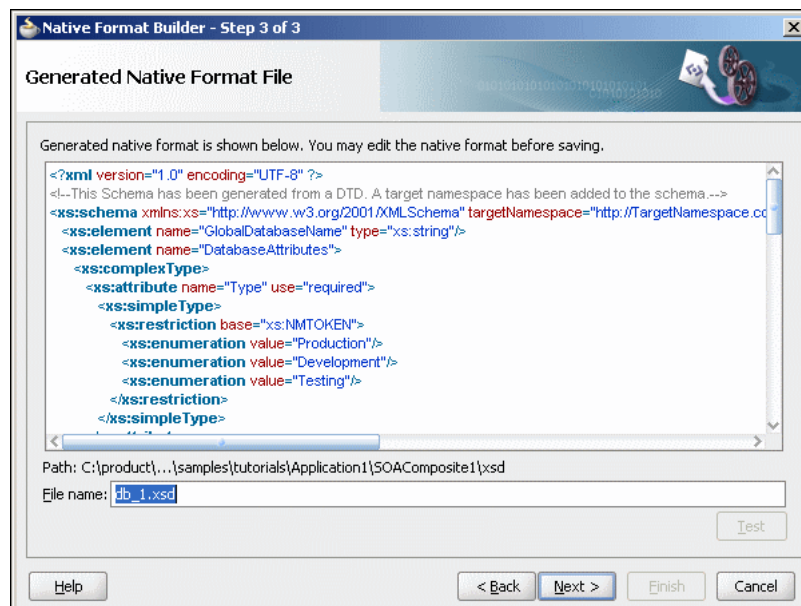 Native Format Builder - Step 3 of 3
Generated Native Format File
Generated native format is shown below. You may edit the native format before saving.
<?xml version="1.0" encoding="UTF-8" ?>
<!--This Schema has been generated from a DTD. A target namespace has been added to the schema.-->
<xs:schema xmlns:xs="http://www.w3.org/2001/XMLSchema" targetNamespace="http://TargetNamespace.cc
<xs:element name="GlobalDatabaseName" type="xs:string"/>
<xs:element name="DatabaseAttributes">
<xs:complexType>
<xs:attribute name="Type" use="required">
<xs:simpleType>
<xs:restriction base="xs:NMTOKEN">
<xs:enumeration value="Production"/>
<xs:enumeration value="Development"/>
<xs:enumeration value="Testing"/>
</xs:restriction>
</xs:simpleType>
Path: C:\product\...\samples\tutorials\Application1\SOAComposite1\xsd
File name: db_1.xsd
Test
Help
< Back
Next >
Finish
Cancel